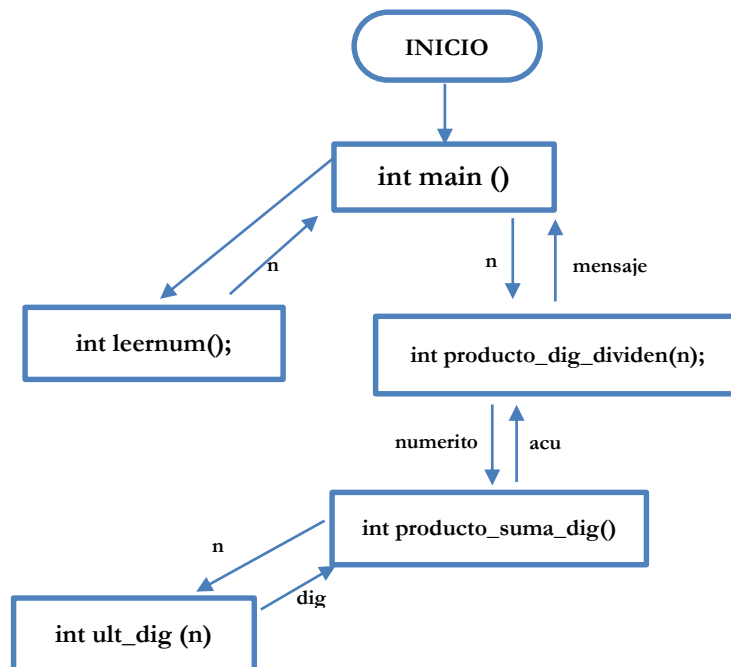 INICIO
int main ()
n
n
mensaje
int leernum();
int producto_dig_dividen(n);
numerito
acu
int producto_suma_dig()
n
dig
int ult_dig (n)